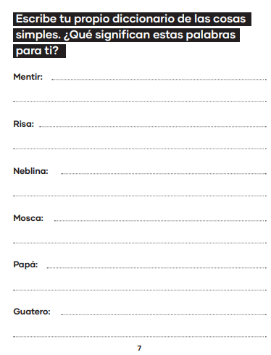 Escribe tu propio diccionario de las cosas
simples. ¿Qué significan estas palabras
para ti?
Mentir:
Risa:
Neblina:
Mosca:
Papá:
Guatero:
7